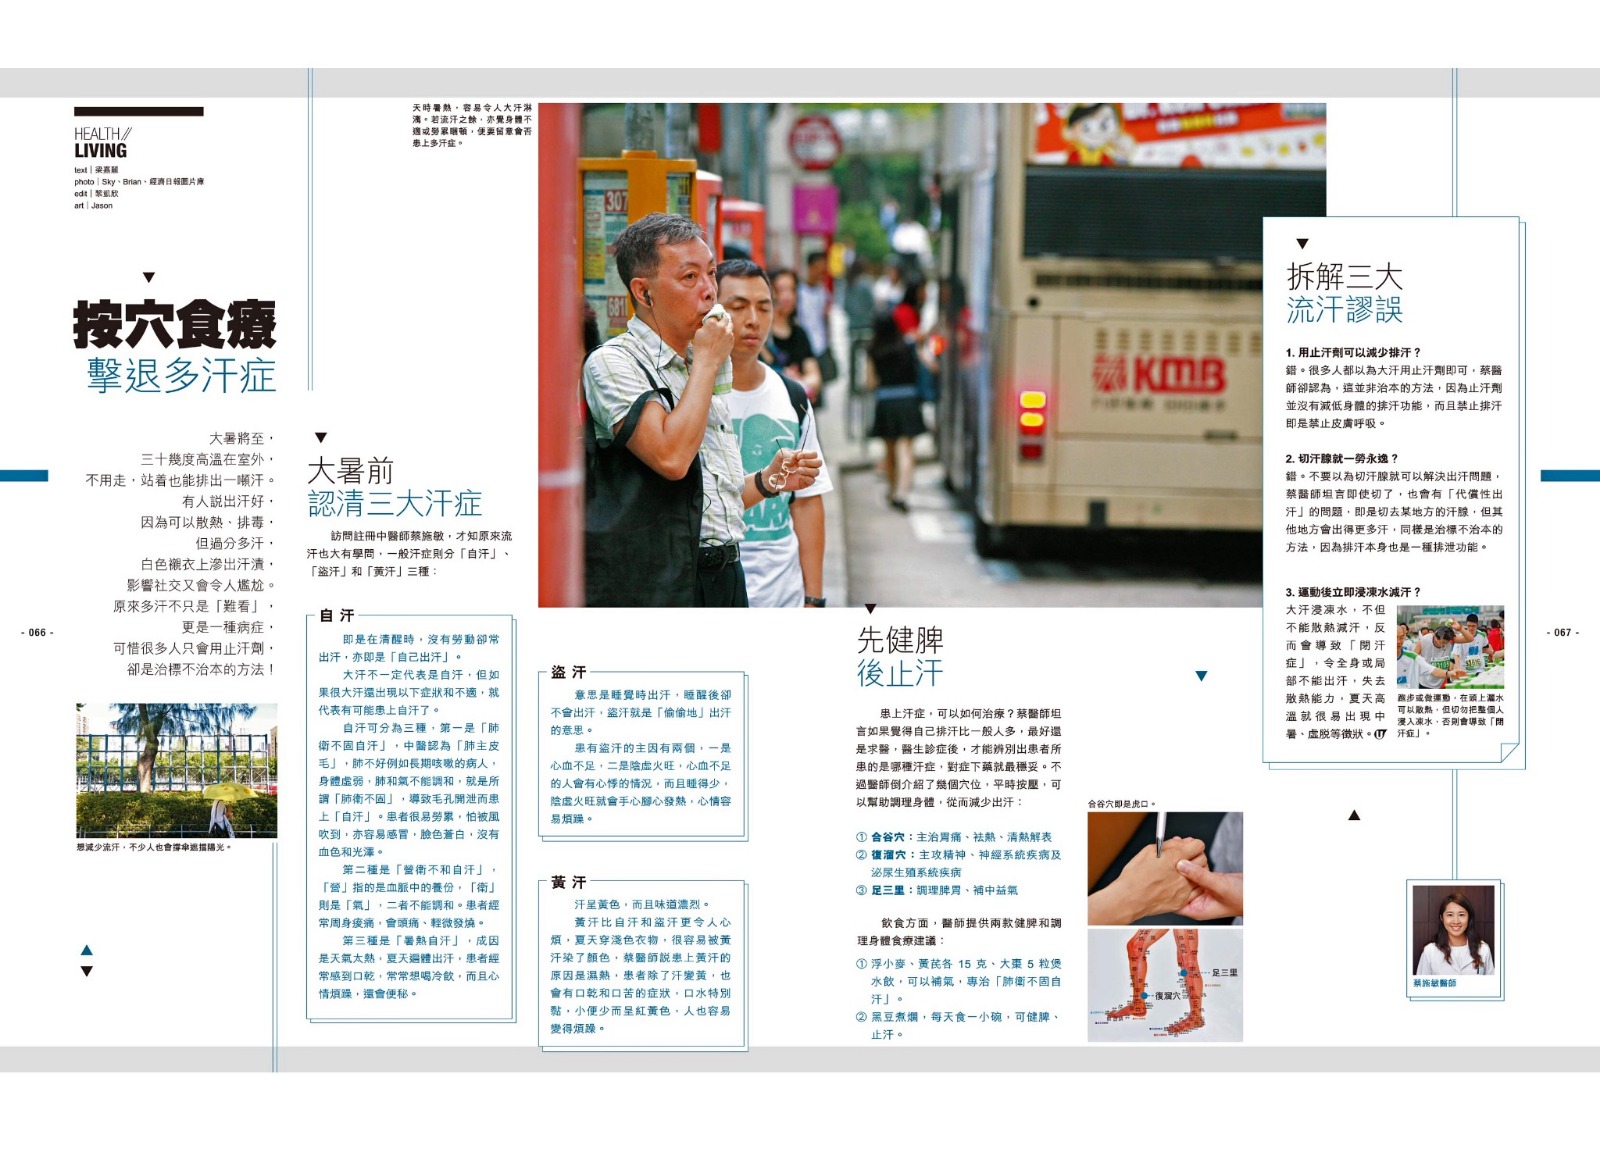 HEALTH//
LIVING
text｜梁嘉麗
photo｜Sky、Brian、經濟日報圖片庫
edit｜黎凱欣
art｜Jason
按穴食療
擊退多汗症
大暑將至，
三十幾度高溫在室外，
不用走，站着也能排出一噸汗。
有人說出汗好，
因為可以散熱、排毒，
但過分多汗，
白色襯衣上滲出汗漬，
影響社交又會令人尷尬。
原來多汗不只是「難看」，
更是一種病症，
可惜很多人只會用止汗劑，
卻是治標不治本的方法！
- 066 -
想減少流汗，不少人也會撐傘遮擋陽光。
天時暑熱，容易令人大汗淋
漓。若流汗之餘，亦覺身體不
適或勞累疲頓，便要留意會否
患上多汗症。
307
681
KMB
大暑前
認清三大汗症
訪問註冊中醫師蔡施敏，才知原來流
汗也大有學問，一般汗症則分「自汗」、
「盜汗」和「黃汗」三種：
自汗
即是在清醒時，沒有勞動卻常
出汗，亦即是「自己出汗」。
大汗不一定代表是自汗，但如
果很大汗還出現以下症狀和不適，就
代表有可能患上自汗了。
自汗可分為三種，第一是「肺
衛不固自汗」，中醫認為「肺主皮
毛」，肺不好例如長期咳嗽的病人，
身體虛弱，肺和氣不能調和，就是所
謂「肺衛不固」，導致毛孔開泄而患
上「自汗」。患者很易勞累，怕被風
吹到，亦容易感冒，臉色蒼白，沒有
血色和光澤。
第二種是「營衛不和自汗」，
「營」指的是血脈中的養份，「衛」
則是「氣」，二者不能調和。患者經
常周身痠痛，會頭痛、輕微發燒。
第三種是「暑熱自汗」，成因
是天氣太熱，夏天遍體出汗，患者經
常感到口乾，常常想喝冷飲，而且心
情煩躁，還會便秘。
盜汗
意思是睡覺時出汗，睡醒後卻
不會出汗，盜汗就是「偷偷地」出汗
的意思。
患有盜汗的主因有兩個，一是
心血不足，二是陰虛火旺，心血不足
的人會有心悸的情況，而且睡得少，
陰虛火旺就會手心腳心發熱，心情容
易煩躁。
黃汗
汗呈黃色，而且味道濃烈。
黃汗比自汗和盜汗更令人心
煩，夏天穿淺色衣物，很容易被黃
汗染了顏色，蔡醫師說患上黃汗的
原因是濕熱，患者除了汗變黃，也
會有口乾和口苦的症狀，口水特別
黏，小便少而呈紅黃色，人也容易
變得煩躁。
先健脾
後止汗
患上汗症，可以如何治療？蔡醫師坦
言如果覺得自己排汗比一般人多，最好還
是求醫，醫生診症後，才能辨別出患者所
患的是哪種汗症，對症下藥就最穩妥。不
過醫師倒介紹了幾個穴位，平時按壓，可
以幫助調理身體，從而減少出汗：
① 合谷穴：主治胃痛、祛熱、清熱解表
② 復溜穴：主攻精神、神經系統疾病及
泌尿生殖系統疾病
③ 足三里：調理脾胃、補中益氣
飲食方面，醫師提供兩款健脾和調
理身體食療建議：
① 浮小麥、黃芪各 15 克、大棗 5 粒煲
水飲，可以補氣，專治「肺衛不固自
汗」。
② 黑豆煮爛，每天食一小碗，可健脾、
止汗。
合谷穴即是虎口。
足三里
復溜穴
拆解三大
流汗謬誤
1. 用止汗劑可以減少排汗？
錯。很多人都以為大汗用止汗劑即可，蔡醫
師卻認為，這並非治本的方法，因為止汗劑
並沒有減低身體的排汗功能，而且禁止排汗
即是禁止皮膚呼吸。
2. 切汗腺就一勞永逸？
錯。不要以為切汗腺就可以解決出汗問題，
蔡醫師坦言即使切了，也會有「代償性出
汗」的問題，即是切去某地方的汗腺，但其
他地方會出得更多汗，同樣是治標不治本的
方法，因為排汗本身也是一種排泄功能。
3. 運動後立即浸凍水減汗？
大汗浸凍水，不但
不能散熱減汗，反
而會導致「閉汗
症」，令全身或局
部不能出汗，失去
散熱能力，夏天高
溫就很易出現中
暑、虛脫等徵狀。
跑步或做運動，在頭上灑水
可以散熱，但切勿把整個人
浸入凍水，否則會導致「閉
汗症」。
- 067 -
蔡施敏醫師